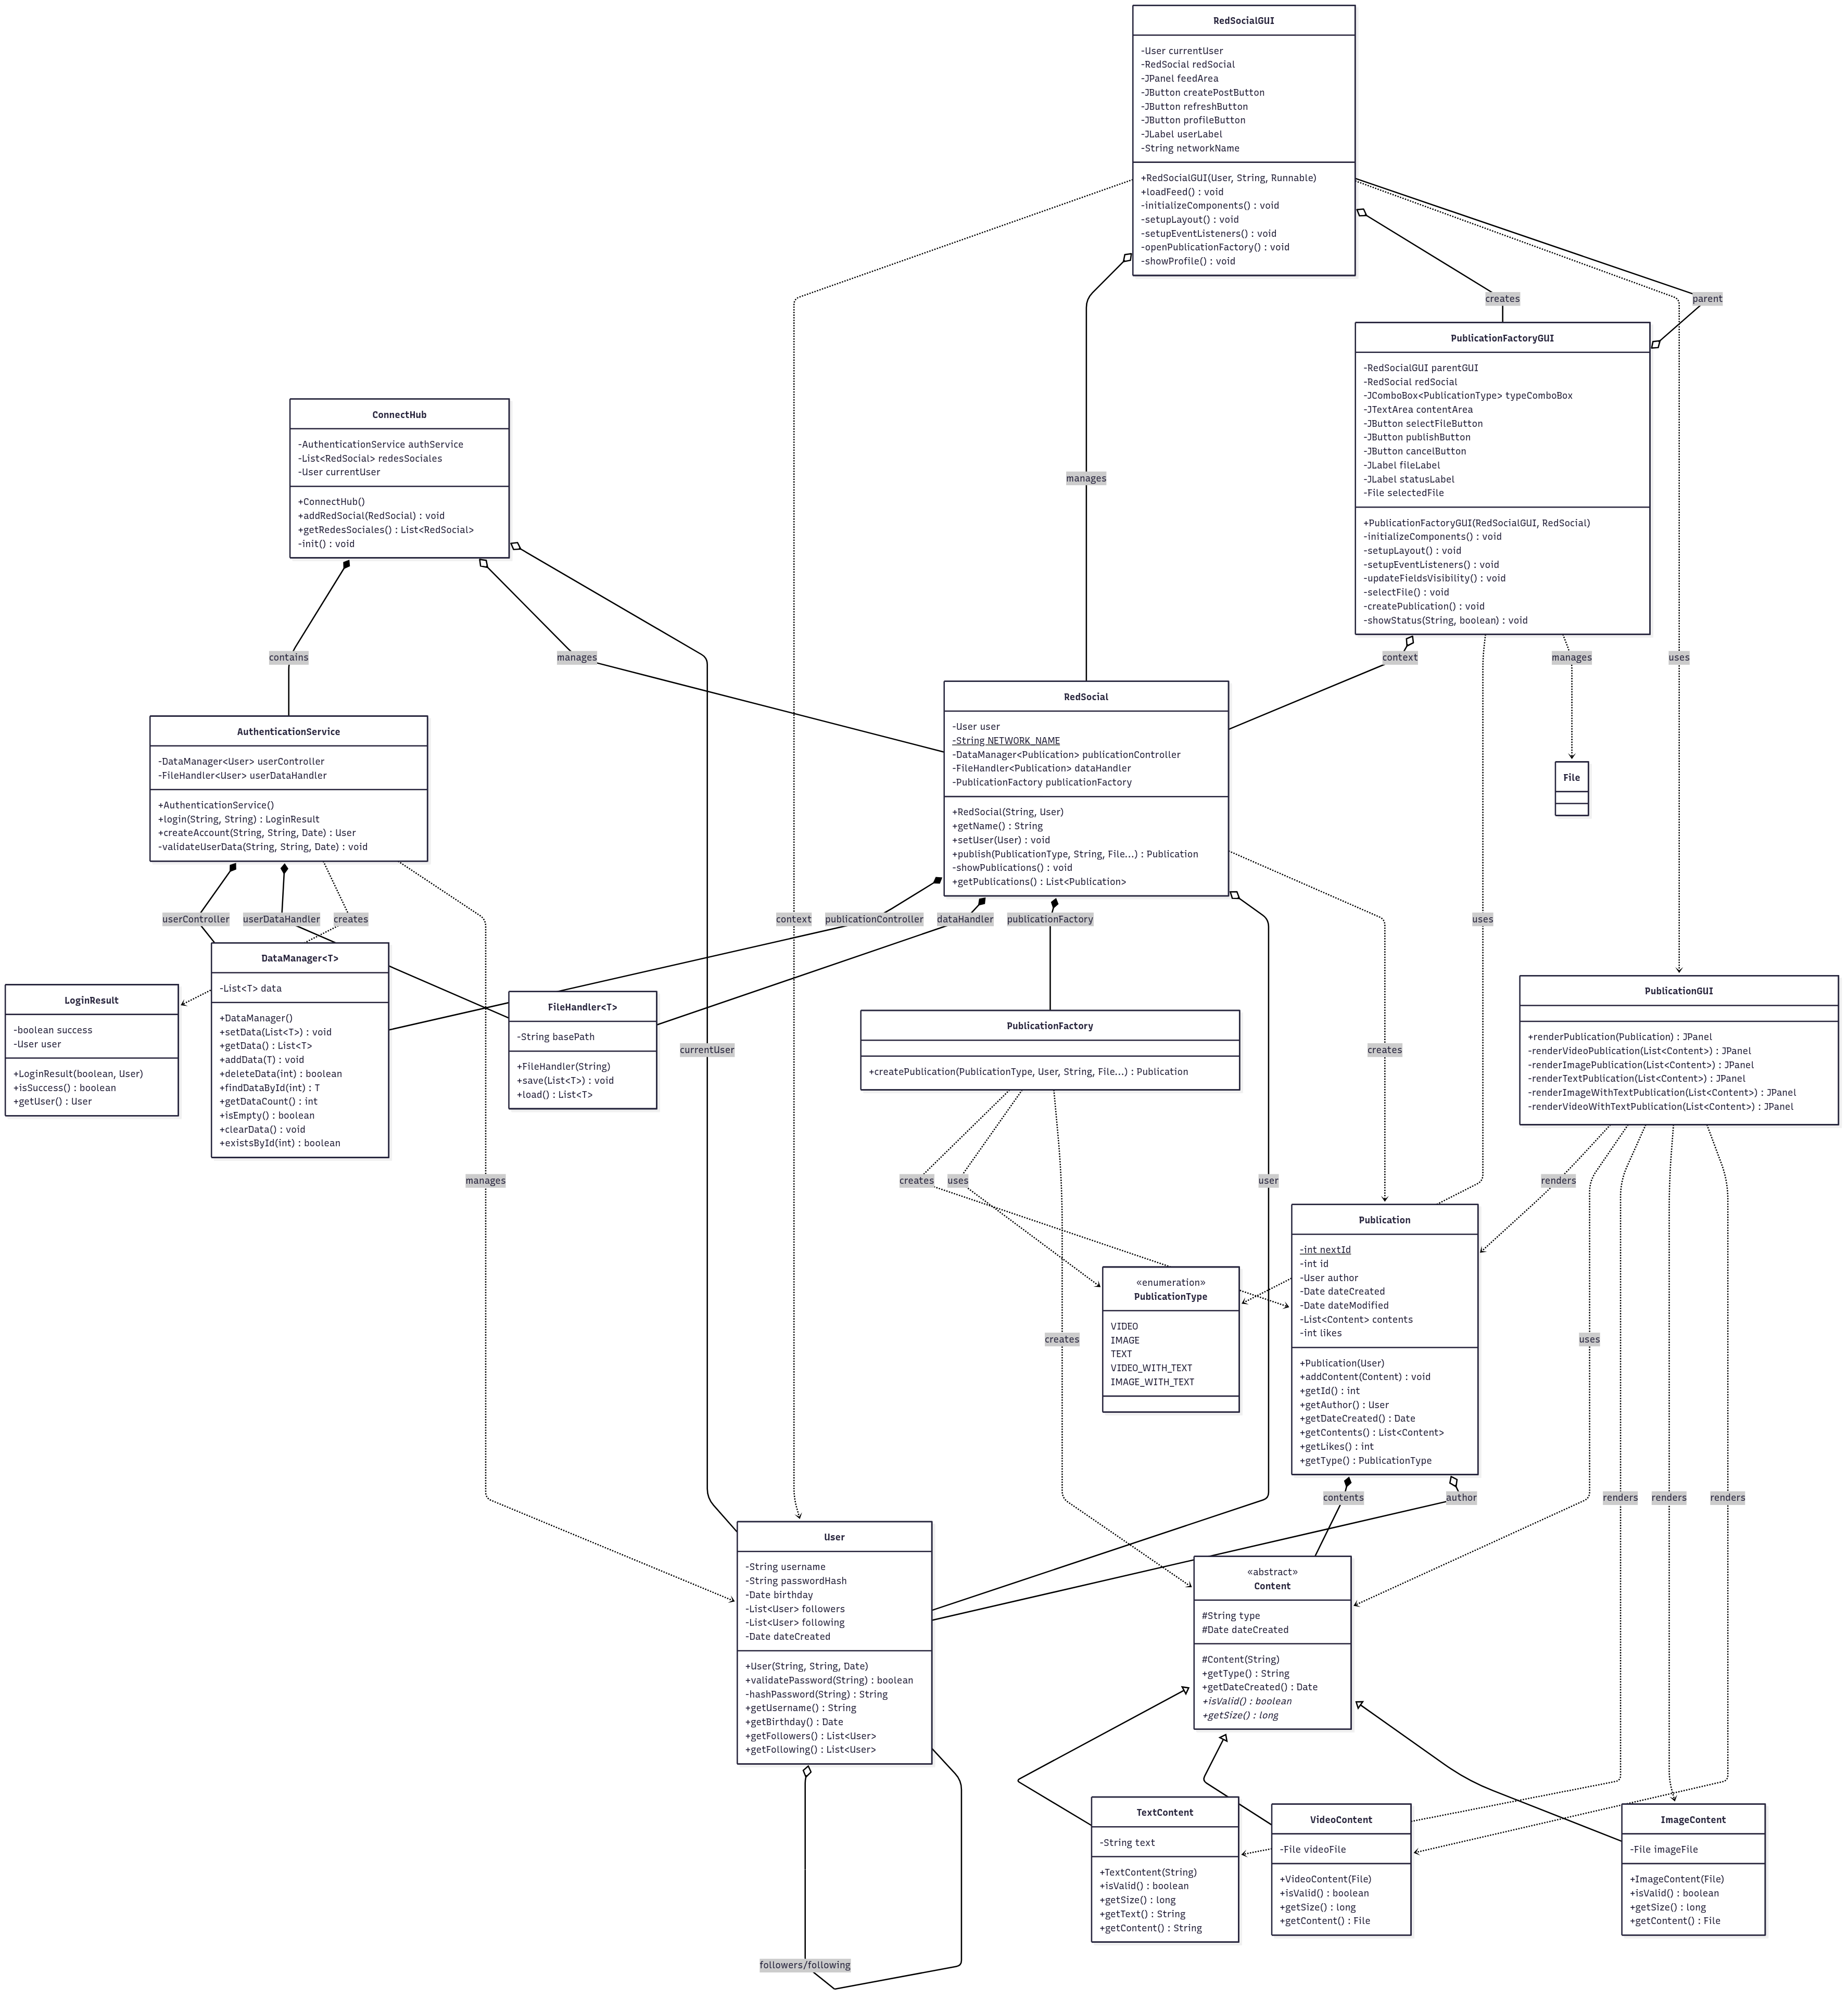 RedSocialGUI
-User currentUser
-RedSocial redSocial
-JPanel feedArea
-JButton createPostButton
-JButton refreshButton
-JButton profileButton
-JLabel userLabel
-String networkName
+RedSocialGUI(User, String, Runnable)
+loadFeed() : void
-initializeComponents() : void
-setupLayout() : void
-setupEventListeners() : void
-openPublicationFactory() : void
-showProfile() : void
creates
parent
PublicationFactoryGUI
-RedSocialGUI parentGUI
-RedSocial redSocial
-JComboBox<PublicationType> typeComboBox
-JTextArea contentArea
-JButton selectFileButton
-JButton publishButton
-JButton cancelButton
-JLabel fileLabel
-JLabel statusLabel
-File selectedFile
+PublicationFactoryGUI(RedSocialGUI, RedSocial)
-initializeComponents() : void
-setupLayout() : void
-setupEventListeners() : void
-updateFieldsVisibility() : void
-selectFile() : void
-createPublication() : void
-showStatus(String, boolean) : void
ConnectHub
-AuthenticationService authService
-List<RedSocial> redesSociales
-User currentUser
+ConnectHub()
+addRedSocial(RedSocial) : void
+getRedesSociales() : List<RedSocial>
-init() : void
manages
contains
manages
context
manages
uses
AuthenticationService
-DataManager<User> userController
-FileHandler<User> userDataHandler
+AuthenticationService()
+login(String, String) : LoginResult
+createAccount(String, String, Date) : User
-validateUserData(String, String, Date) : void
RedSocial
-User user
-String NETWORK_NAME
-DataManager<Publication> publicationController
-FileHandler<Publication> dataHandler
-PublicationFactory publicationFactory
+RedSocial(String, User)
+getName() : String
+setUser(User) : void
+publish(PublicationType, String, File...) : Publication
-showPublications() : void
+getPublications() : List<Publication>
File
userController
userDataHandler
creates
context
publicationController
dataHandler
publicationFactory
uses
LoginResult
-boolean success
-User user
+LoginResult(boolean, User)
+isSuccess() : boolean
+getUser() : User
DataManager<T>
-List<T> data
+DataManager()
+setData(List<T>) : void
+getData() : List<T>
+addData(T) : void
+deleteData(int) : boolean
+findDataById(int) : T
+getDataCount() : int
+isEmpty() : boolean
+clearData() : void
+existsById(int) : boolean
FileHandler<T>
-String basePath
+FileHandler(String)
+save(List<T>) : void
+load() : List<T>
currentUser
PublicationFactory
+createPublication(PublicationType, User, String, File...) : Publication
creates
PublicationGUI
+renderPublication(Publication) : JPanel
-renderVideoPublication(List<Content>) : JPanel
-renderImagePublication(List<Content>) : JPanel
-renderTextPublication(List<Content>) : JPanel
-renderImageWithTextPublication(List<Content>) : JPanel
-renderVideoWithTextPublication(List<Content>) : JPanel
manages
creates
uses
user
renders
«enumeration»
PublicationType
VIDEO
IMAGE
TEXT
VIDEO_WITH_TEXT
IMAGE_WITH_TEXT
Publication
-int nextId
-int id
-User author
-Date dateCreated
-Date dateModified
-List<Content> contents
-int likes
+Publication(User)
+addContent(Content) : void
+getId() : int
+getAuthor() : User
+getDateCreated() : Date
+getContents() : List<Content>
+getLikes() : int
+getType() : PublicationType
creates
uses
contents
author
renders
renders
renders
User
-String username
-String passwordHash
-Date birthday
-List<User> followers
-List<User> following
-Date dateCreated
+User(String, String, Date)
+validatePassword(String) : boolean
-hashPassword(String) : String
+getUsername() : String
+getBirthday() : Date
+getFollowers() : List<User>
+getFollowing() : List<User>
«abstract»
Content
#String type
#Date dateCreated
#Content(String)
+getType() : String
+getDateCreated() : Date
+isValid() : boolean
+getSize() : long
TextContent
-String text
+TextContent(String)
+isValid() : boolean
+getSize() : long
+getText() : String
+getContent() : String
VideoContent
-File videoFile
+VideoContent(File)
+isValid() : boolean
+getSize() : long
+getContent() : File
ImageContent
-File imageFile
+ImageContent(File)
+isValid() : boolean
+getSize() : long
+getContent() : File
followers/following